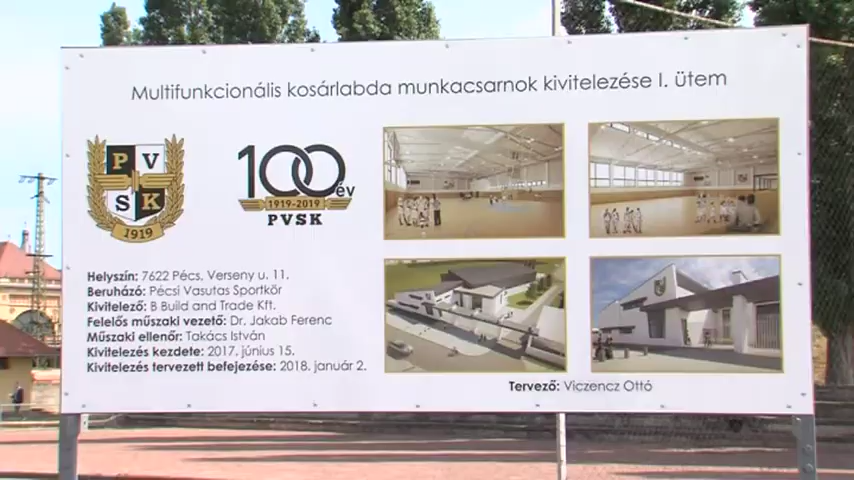 Multifunkcionális kosárlabda munkacsarnok kivitelezése I. ütem
PV
SK
1919
100 év
1919-2019
PVSK
Helyszín: 7622 Pécs, Verseny u. 11.
Beruházó: Pécsi Vasutas Sportkör
Kivitelező: B Build and Trade Kft.
Felelős műszaki vezető: Dr. Jakab Ferenc
Műszaki ellenőr: Takács István
Kivitelezés kezdete: 2017. június 15.
Kivitelezés tervezett befejezése: 2018. január 2.
Tervező: Viczencz Ottó